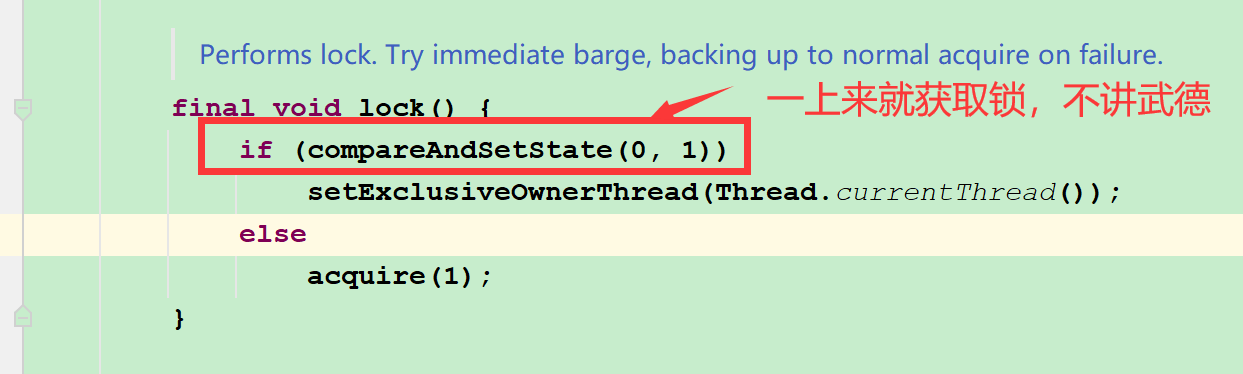 Performs lock. Try immediate barge, backing up to normal acquire on failure.
一上来就获取锁，不讲武德
final void lock() {
if (compareAndSetState(0, 1))
setExclusiveOwnerThread(Thread.currentThread());
else
acquire(1);
}